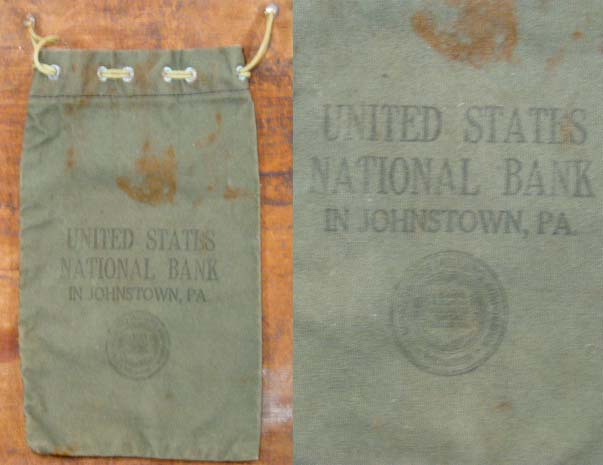 UNITED STATES
NATIONAL BANK
IN JOHNSTOWN, PA.
UNITED STATES
NATIONAL BANK
IN JOHNSTOWN, PA.